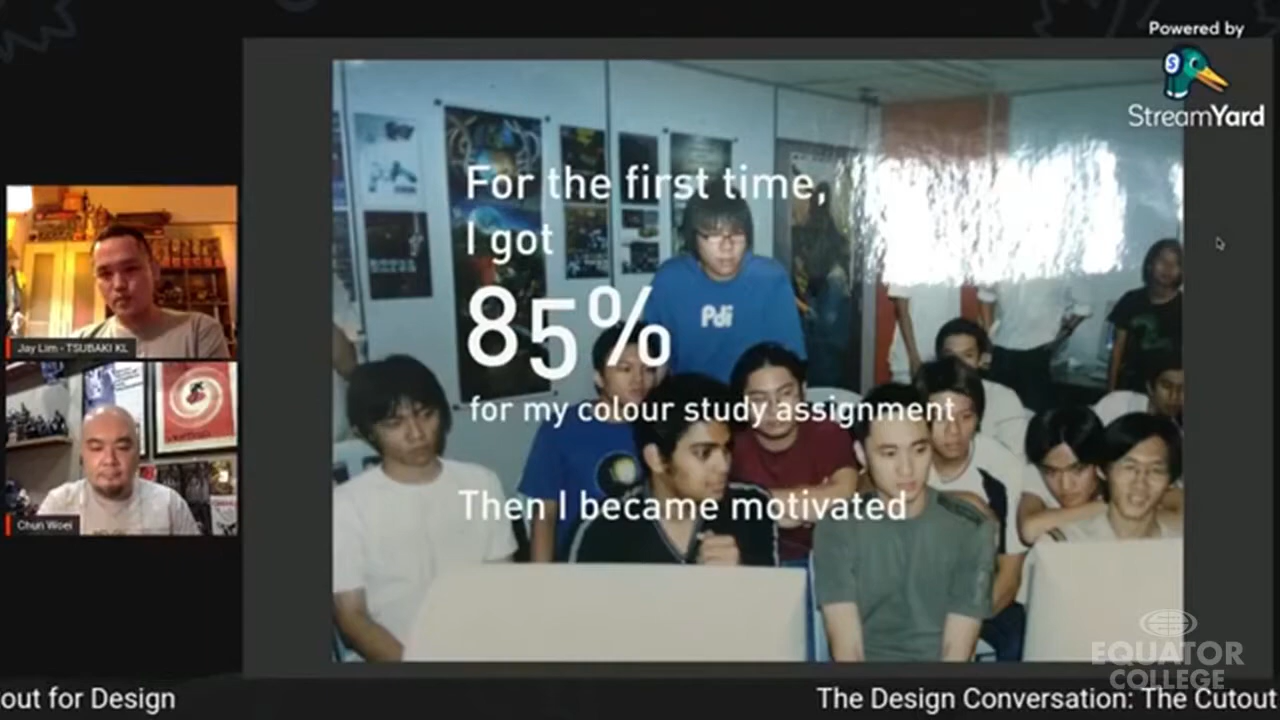 Powered by
S
StreamYard
For the first time,
I got
85%
for my colour study assignment
Then I became motivated
Pdi
Jay Lim - TSUBAKI KL
Chun Woei
EQUATOR
COLLEGE
out for Design
The Design Conversation: The Cutout